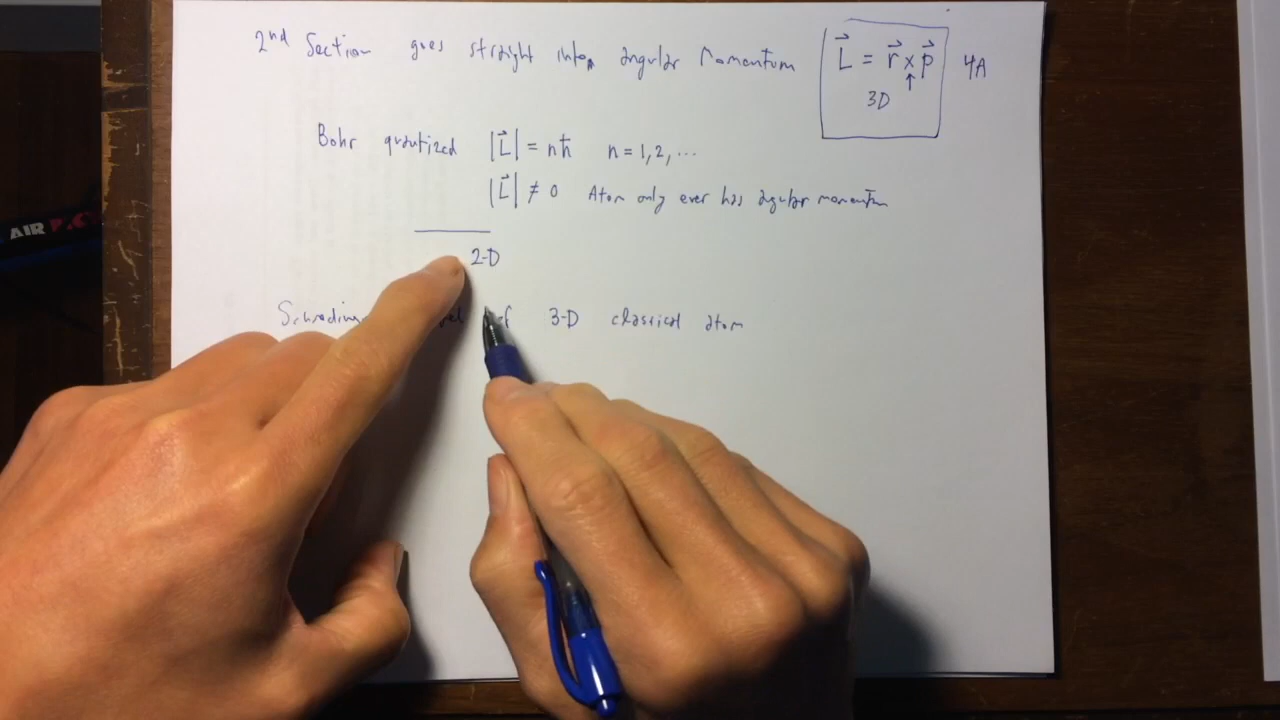 2nd Section goes straight into angular Momentum L⃗ = r⃗ × p⃗ 4A
↑
3D
Bohr quantized |L⃗| = nħ n = 1, 2, ...
|L⃗| ≠ 0 Atom only ever has angular momentum
2-D
3-D classical atom
AIR